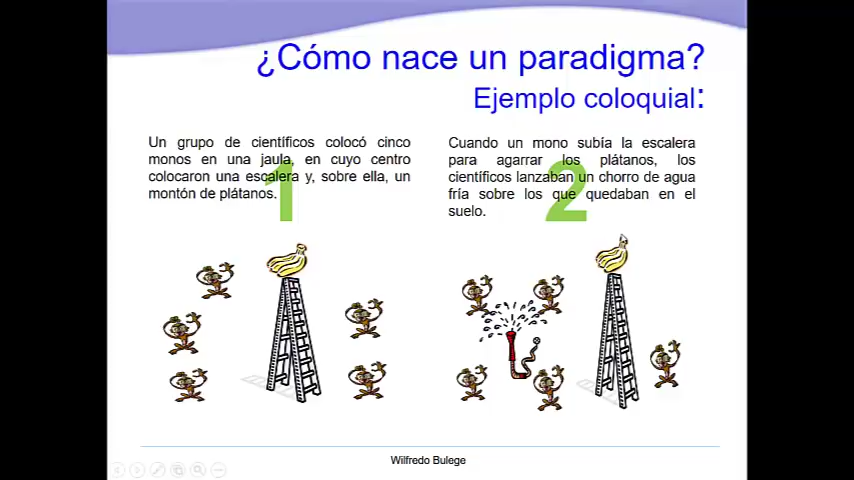 ¿Cómo nace un paradigma?
Ejemplo coloquial:
1
Un grupo de científicos colocó cinco
monos en una jaula, en cuyo centro
colocaron una escalera y, sobre ella, un
montón de plátanos.
2
Cuando un mono subía la escalera
para agarrar los plátanos, los
científicos lanzaban un chorro de agua
fría sobre los que quedaban en el
suelo.
Wilfredo Bulege